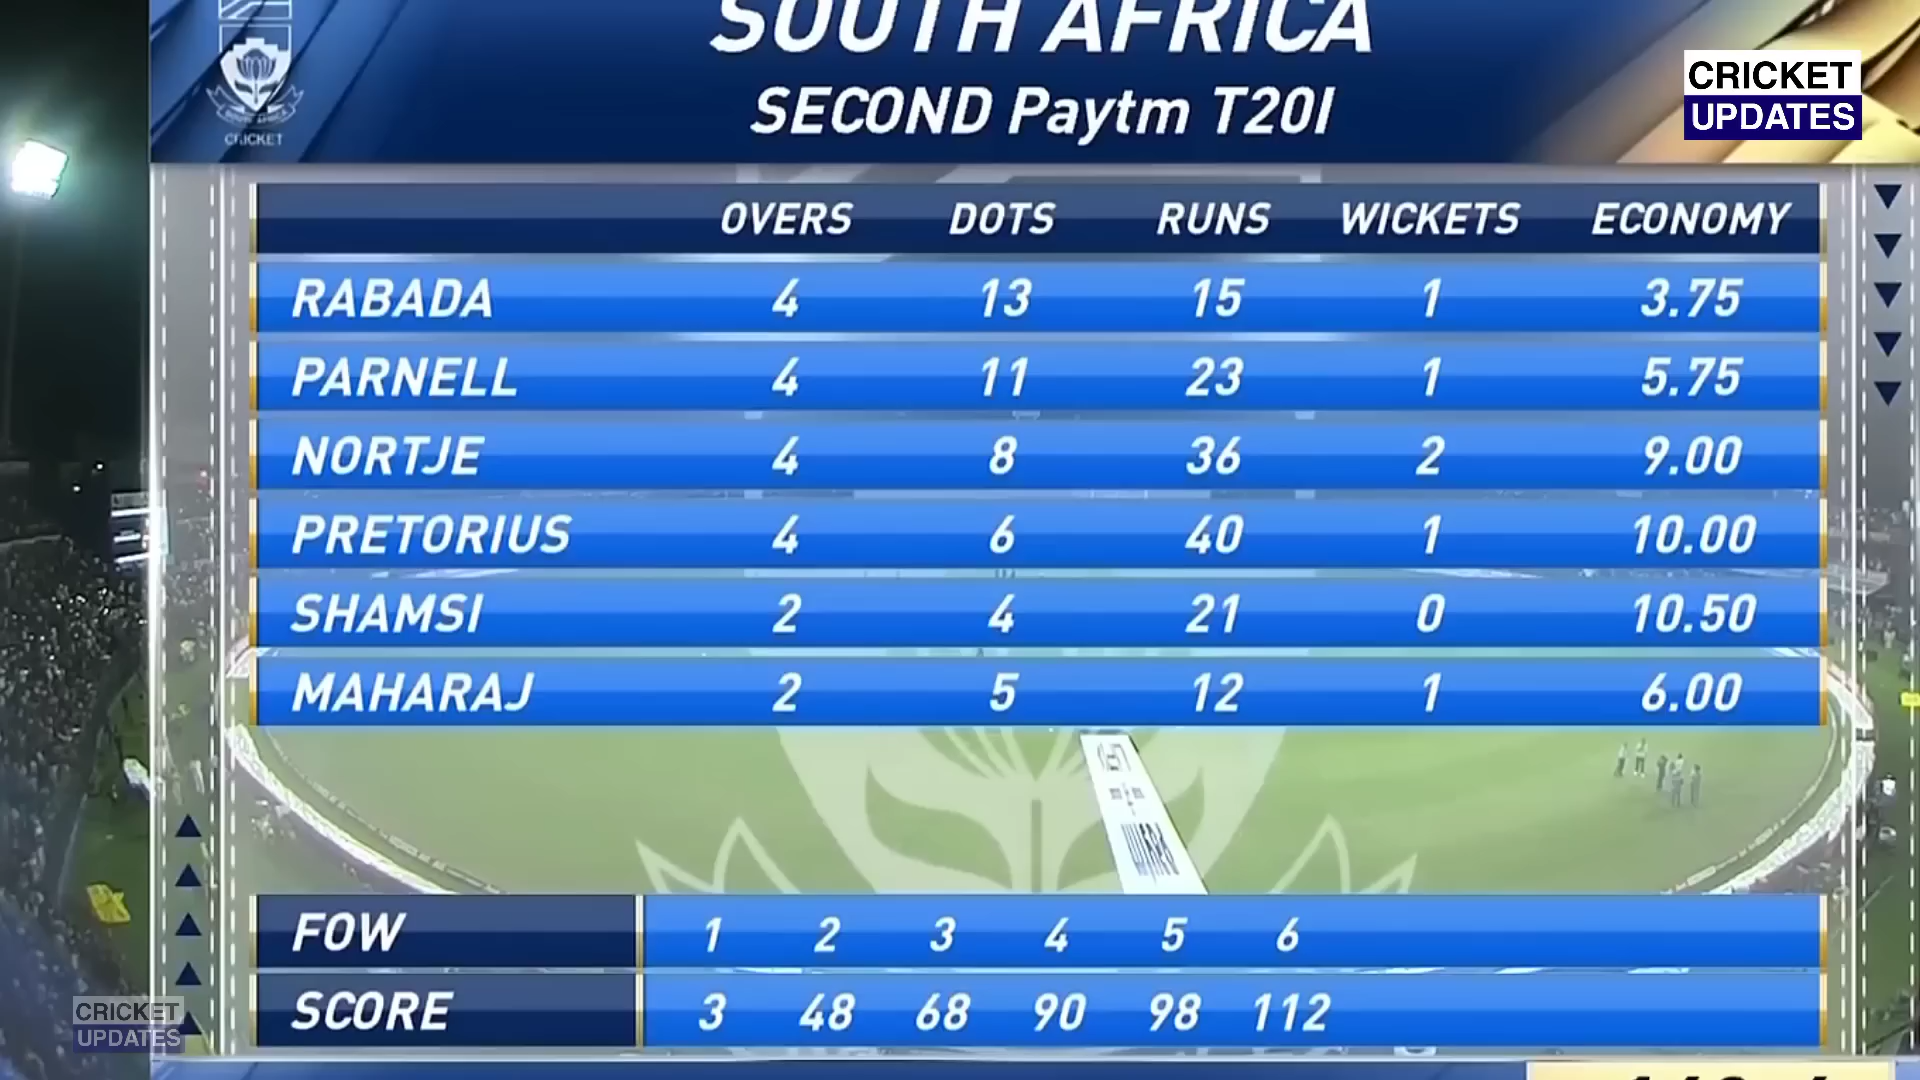 SOUTH AFRICA
SECOND Paytm T20I
CRICKET
UPDATES
CRICKET
OVERS DOTS RUNS WICKETS ECONOMY
RABADA 4 13 15 1 3.75
PARNELL 4 11 23 1 5.75
NORTJE 4 8 36 2 9.00
PRETORIUS 4 6 40 1 10.00
SHAMSI 2 4 21 0 10.50
MAHARAJ 2 5 12 1 6.00
FOW 1 2 3 4 5 6
SCORE 3 48 68 90 98 112
CRICKET
UPDATES